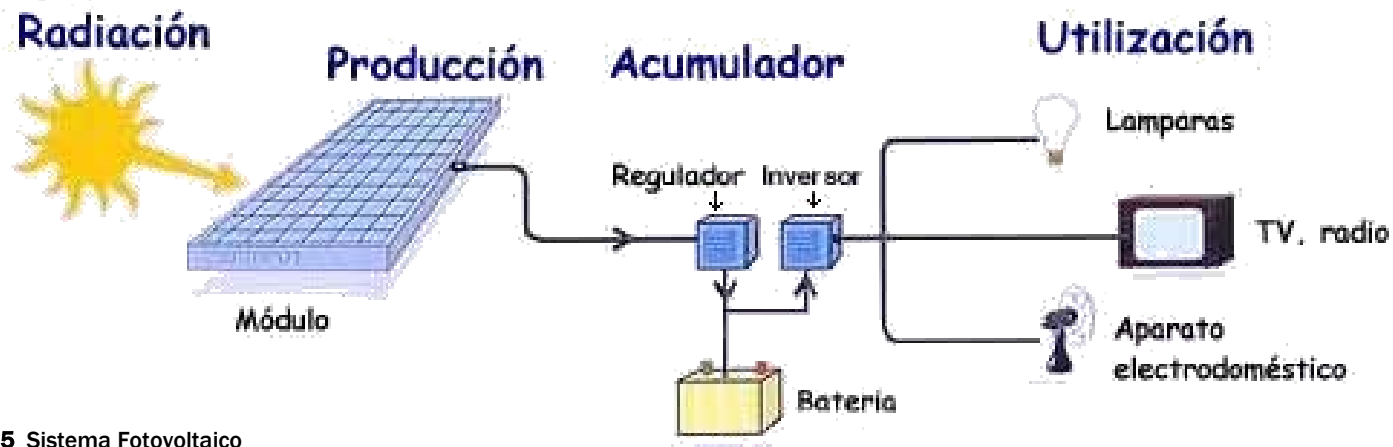 Radiación
Producción
Acumulador
Utilización
Lamparas
Regulador
Inversor
TV. radio
Módulo
Aparato
electrodoméstico
Bateria
5 Sistema Fotovoltaico